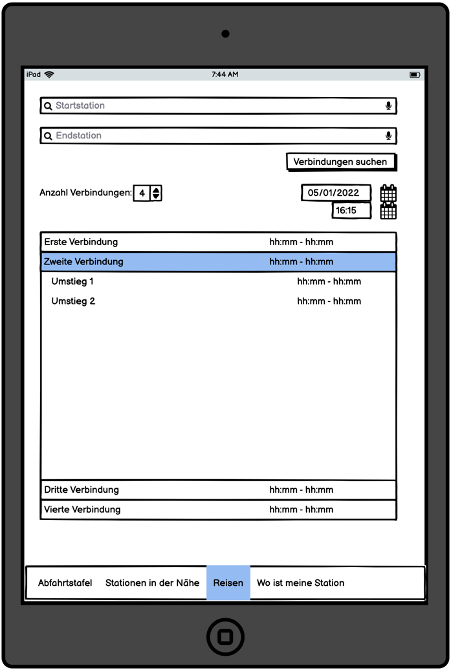 iPod 7:44 AM
Startstation
Endstation
Verbindungen suchen
Anzahl Verbindungen: 4 05/01/2022
16:15
Erste Verbindung hh:mm - hh:mm
Zweite Verbindung hh:mm - hh:mm
Umstieg 1 hh:mm - hh:mm
Umstieg 2 hh:mm - hh:mm
Dritte Verbindung hh:mm - hh:mm
Vierte Verbindung hh:mm - hh:mm
Abfahrtstafel Stationen in der Nähe Reisen Wo ist meine Station